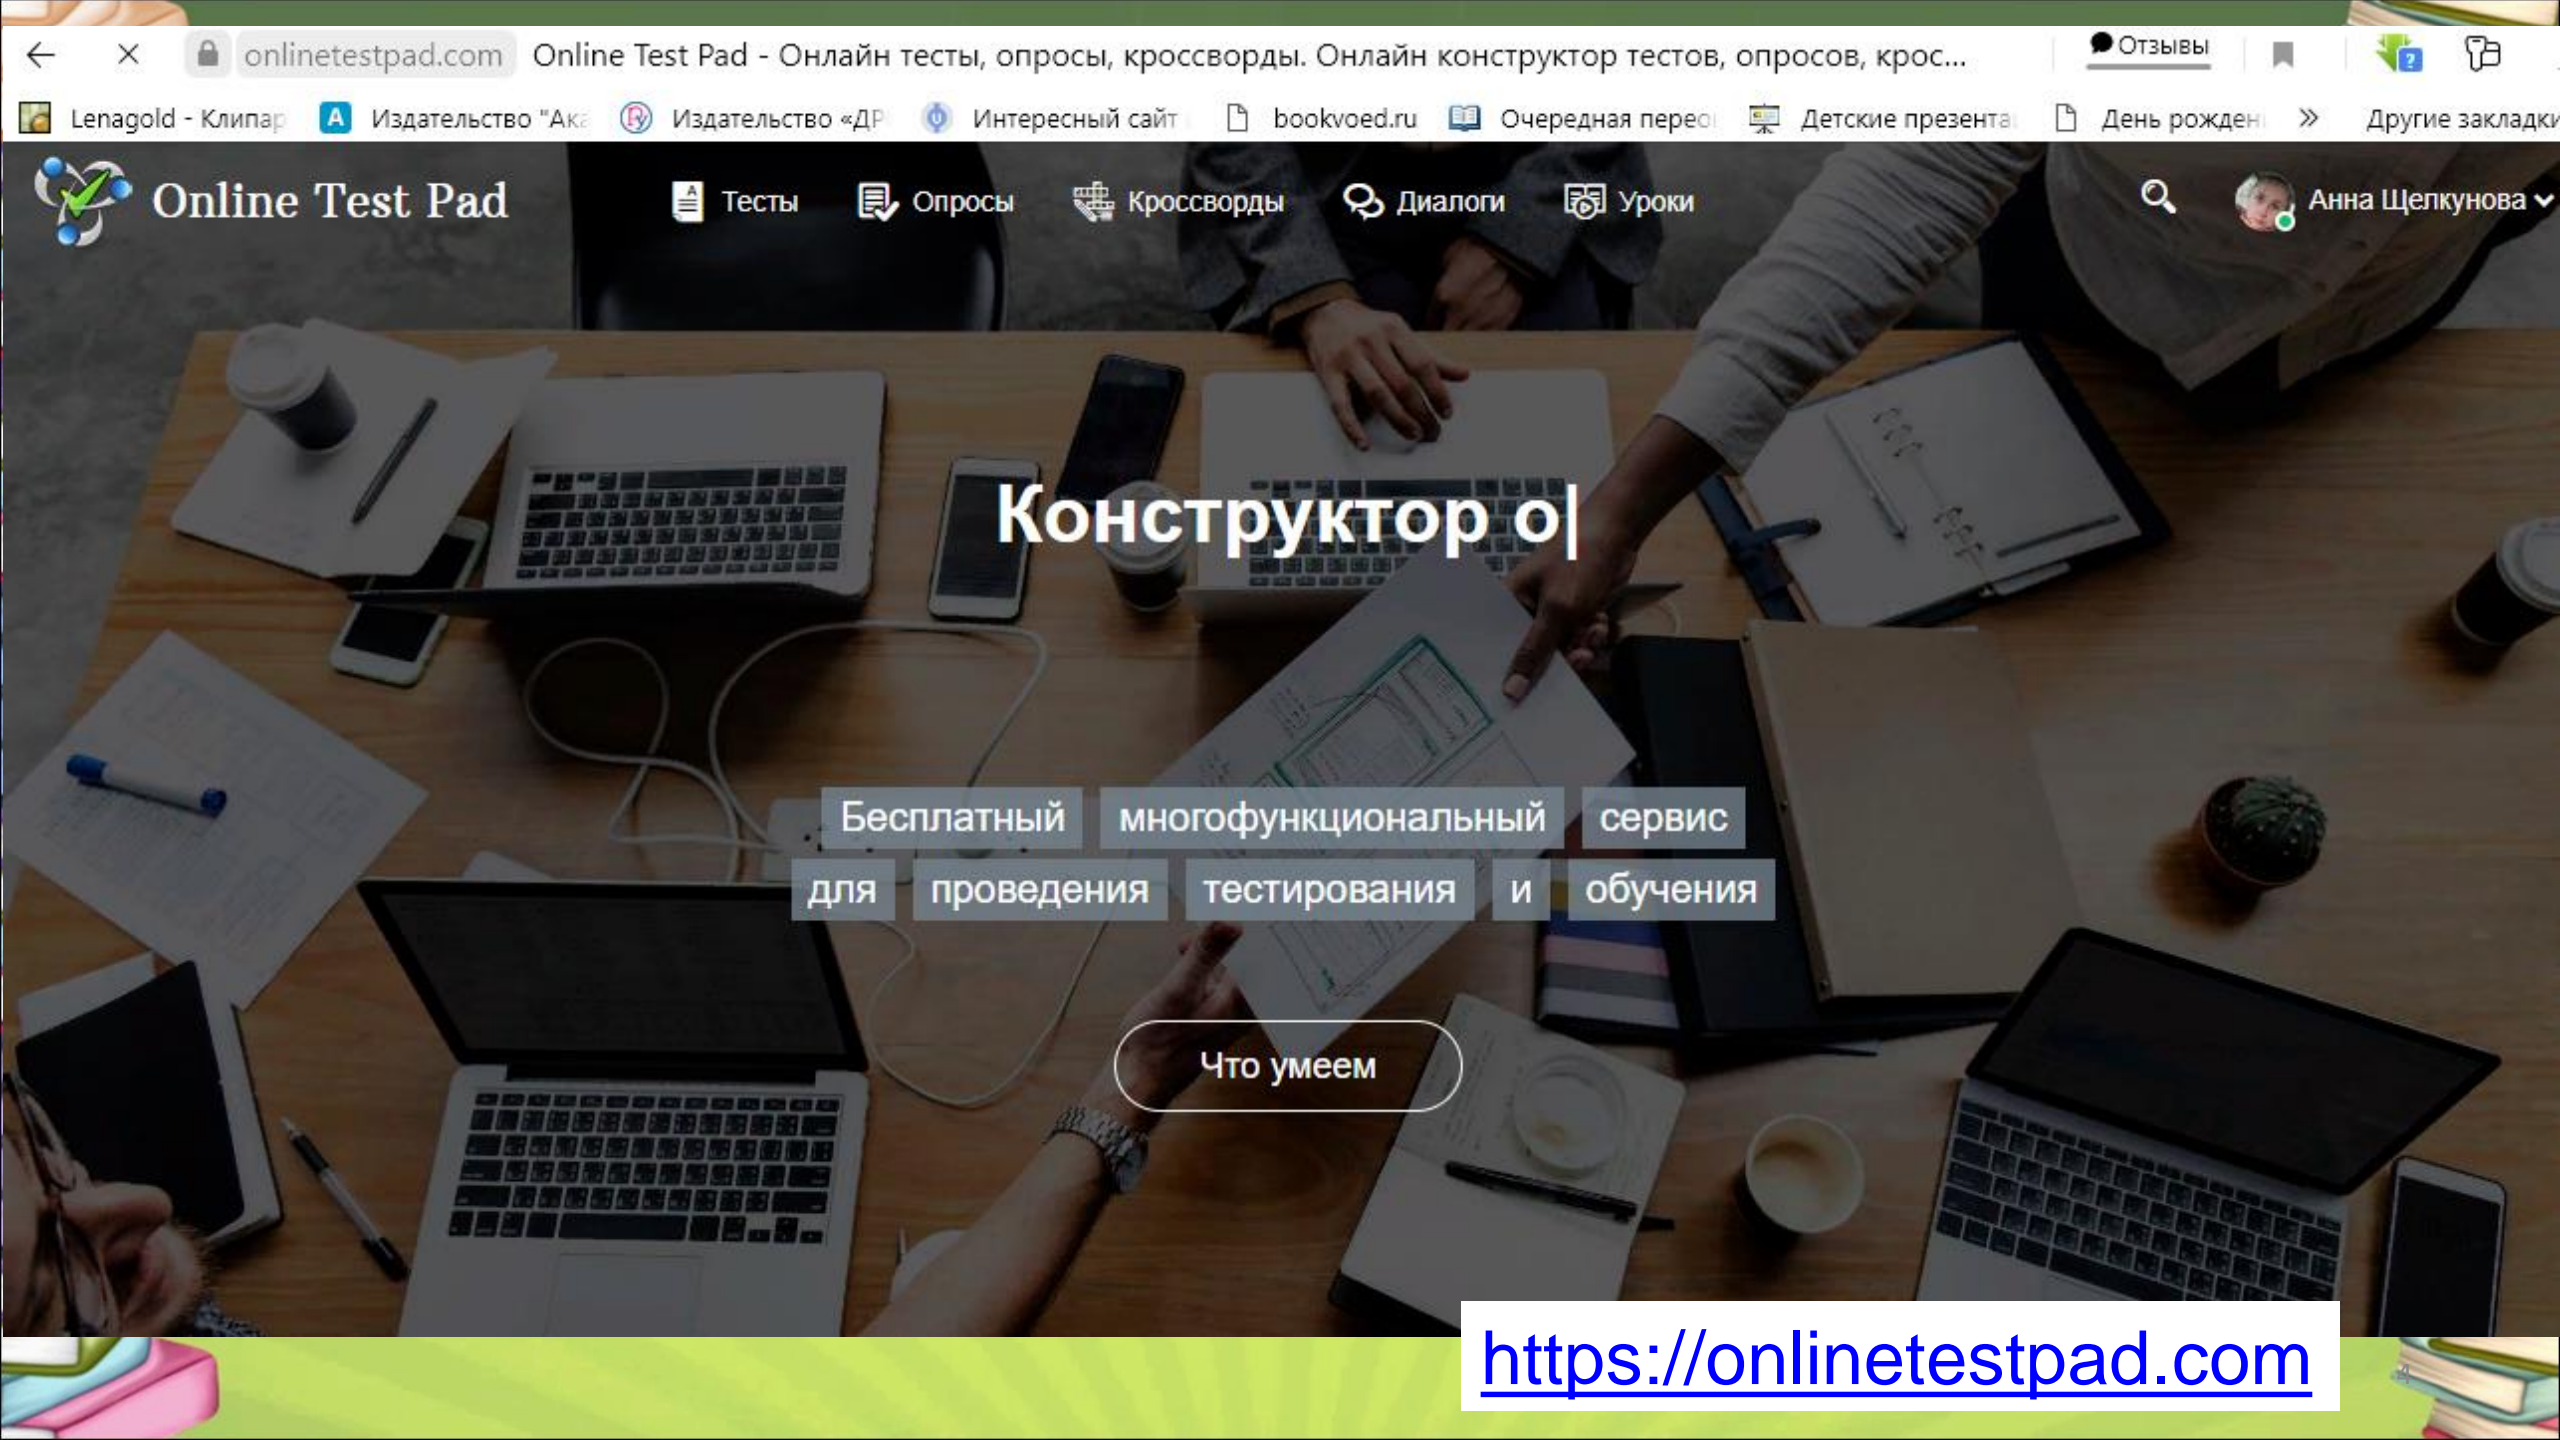 onlinetestpad.com Online Test Pad - Онлайн тесты, опросы, кроссворды. Онлайн конструктор тестов, опросов, крос... Отзывы
Lenagold - Клипар Издательство "Ака Издательство «ДР Интересный сайт bookvoed.ru Очередная перео Детские презента День рожден » Другие закладки
Online Test Pad Тесты Опросы Кроссворды Диалоги Уроки Анна Щелкунова
Конструктор о|
Бесплатный многофункциональный сервис
для проведения тестирования и обучения
Что умеем
https://onlinetestpad.com
4